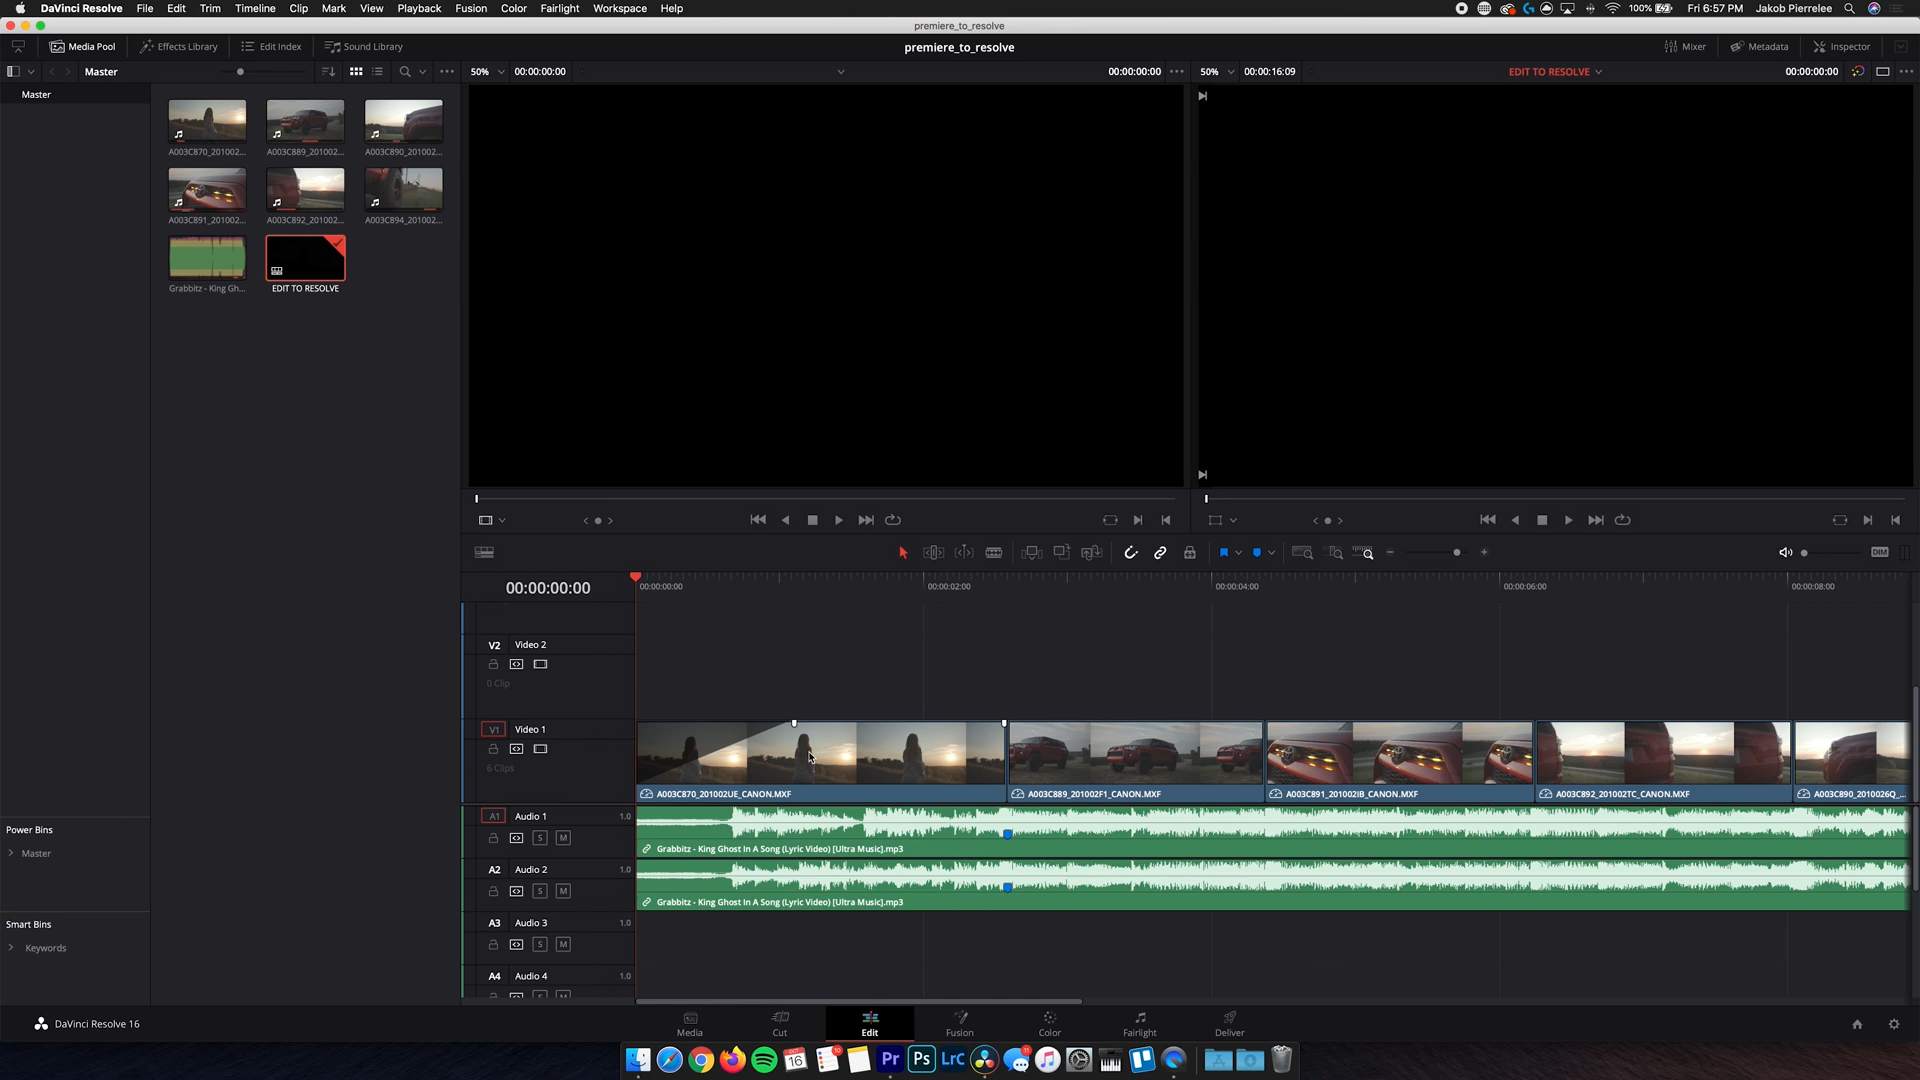 DaVinci Resolve File Edit Trim Timeline Clip Mark View Playback Fusion Color Fairlight Workspace Help 100% Fri 6:57 PM Jakob Pierrelee
premiere_to_resolve
Media Pool Effects Library Edit Index Sound Library premiere_to_resolve Mixer Metadata Inspector
Master 50% 00:00:00:00 00:00:00:00 50% 00:00:16:09 EDIT TO RESOLVE 00:00:00:00
Master
A003C870_201002... A003C889_201002... A003C890_201002...
A003C891_201002... A003C892_201002... A003C894_201002...
Grabbitz - King Gh... EDIT TO RESOLVE
DIM
00:00:00:00 00:00:00:00 00:00:02:00 00:00:04:00 00:00:06:00 00:00:08:00
V2 Video 2
0 Clip
V1 Video 1
6 Clips
A003C870_201002UE_CANON.MXF A003C889_201002F1_CANON.MXF A003C891_201002IB_CANON.MXF A003C892_201002TC_CANON.MXF A003C890_2010026Q_...
A1 Audio 1 1.0
S M
Grabbitz - King Ghost In A Song (Lyric Video) [Ultra Music].mp3
A2 Audio 2 1.0
S M
Grabbitz - King Ghost In A Song (Lyric Video) [Ultra Music].mp3
A3 Audio 3 1.0
S M
A4 Audio 4 1.0
Power Bins
Master
Smart Bins
Keywords
DaVinci Resolve 16
Media Cut Edit Fusion Color Fairlight Deliver
OCT 16 Pr Ps LrC 11